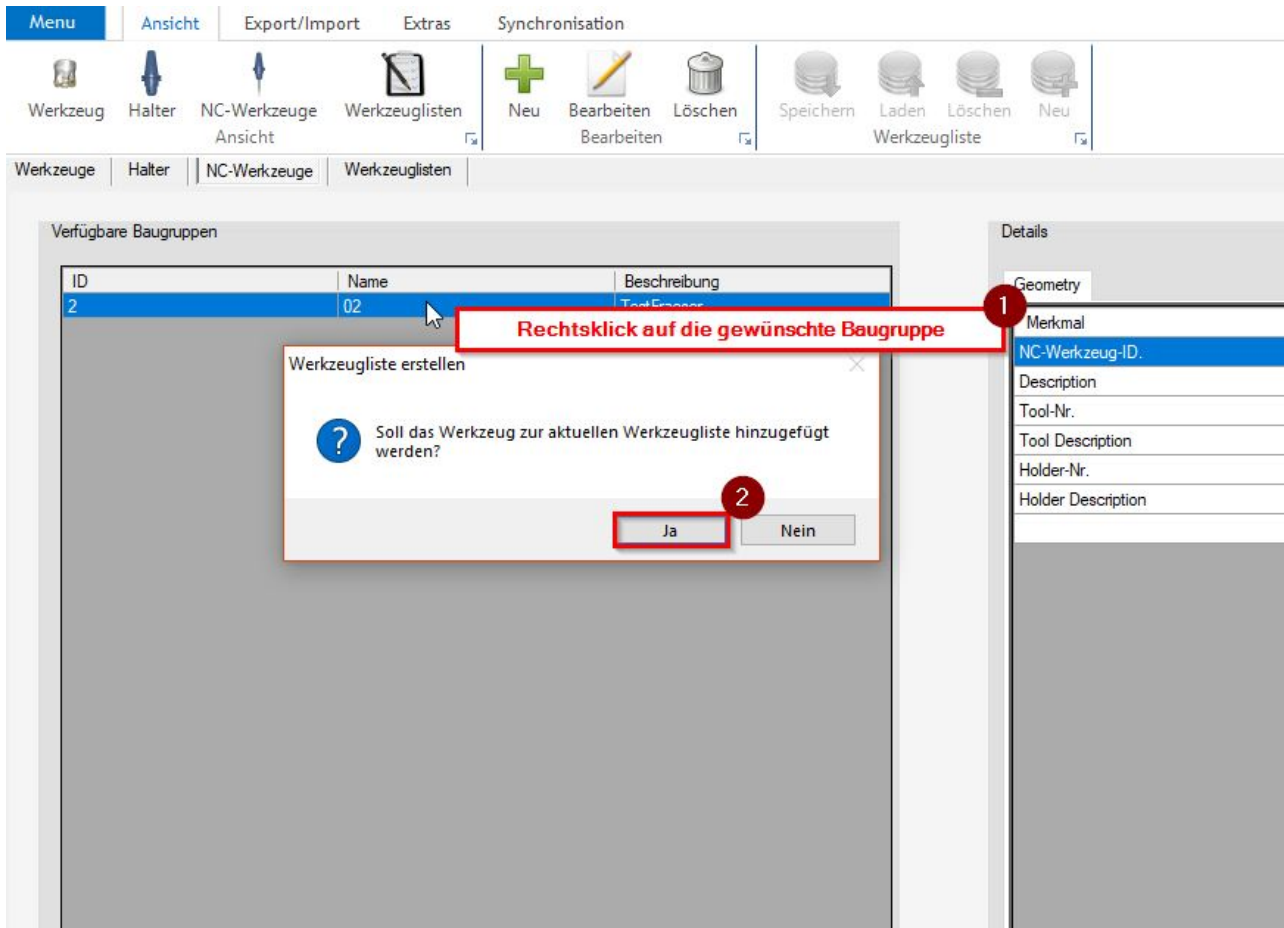 Menu Ansicht Export/Import Extras Synchronisation
Werkzeug Halter NC-Werkzeuge Werkzeuglisten Neu Bearbeiten Löschen Speichern Laden Löschen Neu
Ansicht Bearbeiten Werkzeugliste
Werkzeuge Halter NC-Werkzeuge Werkzeuglisten
Verfügbare Baugruppen Details
ID Name Beschreibung Geometry
2 02 TestFraeser
1
Rechtsklick auf die gewünschte Baugruppe Merkmal
Werkzeugliste erstellen NC-Werkzeug-ID.
Description
Tool-Nr.
Soll das Werkzeug zur aktuellen Werkzeugliste hinzugefügt
werden?
Tool Description
Holder-Nr.
2 Holder Description
Ja Nein